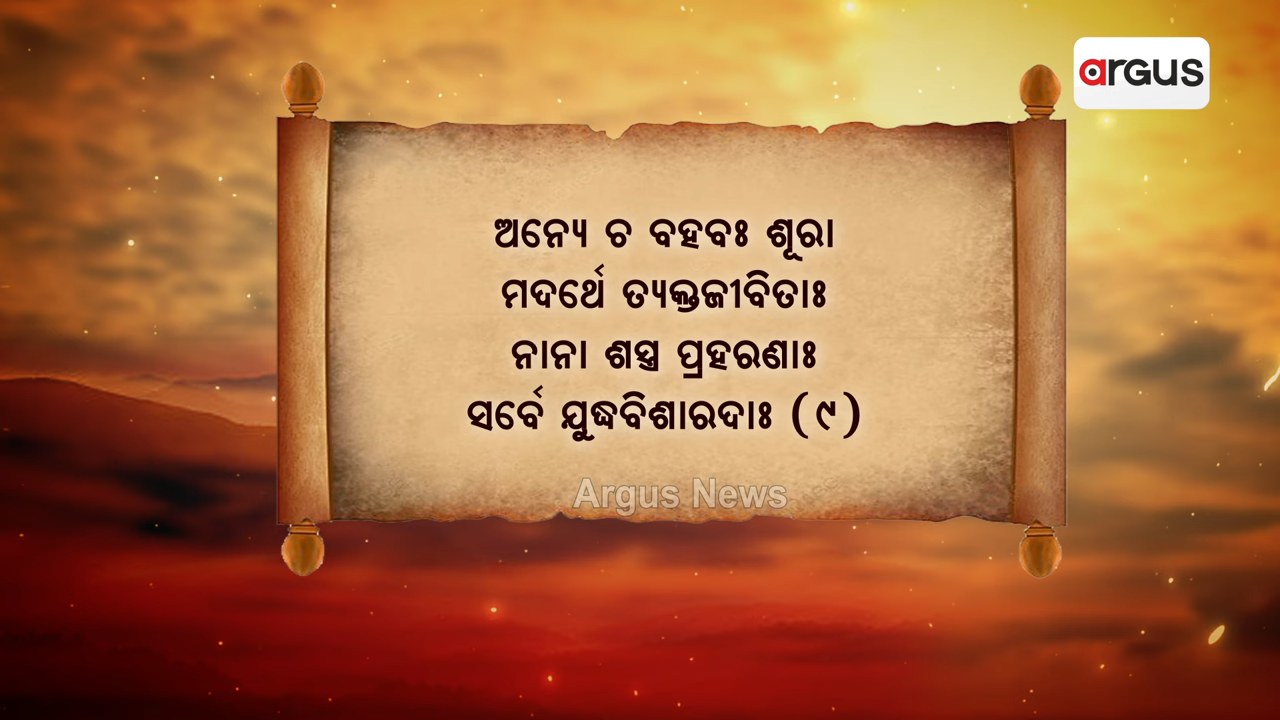 argus
ଅନ୍ୟେ ଚ ବହବଃ ଶୂରା
ମଦର୍ଥେ ତ୍ୟକ୍ତଜୀବିତାଃ
ନାନା ଶସ୍ତ୍ର ପ୍ରହରଣାଃ
ସର୍ବେ ଯୁଦ୍ଧବିଶାରଦାଃ (୯)
Argus News